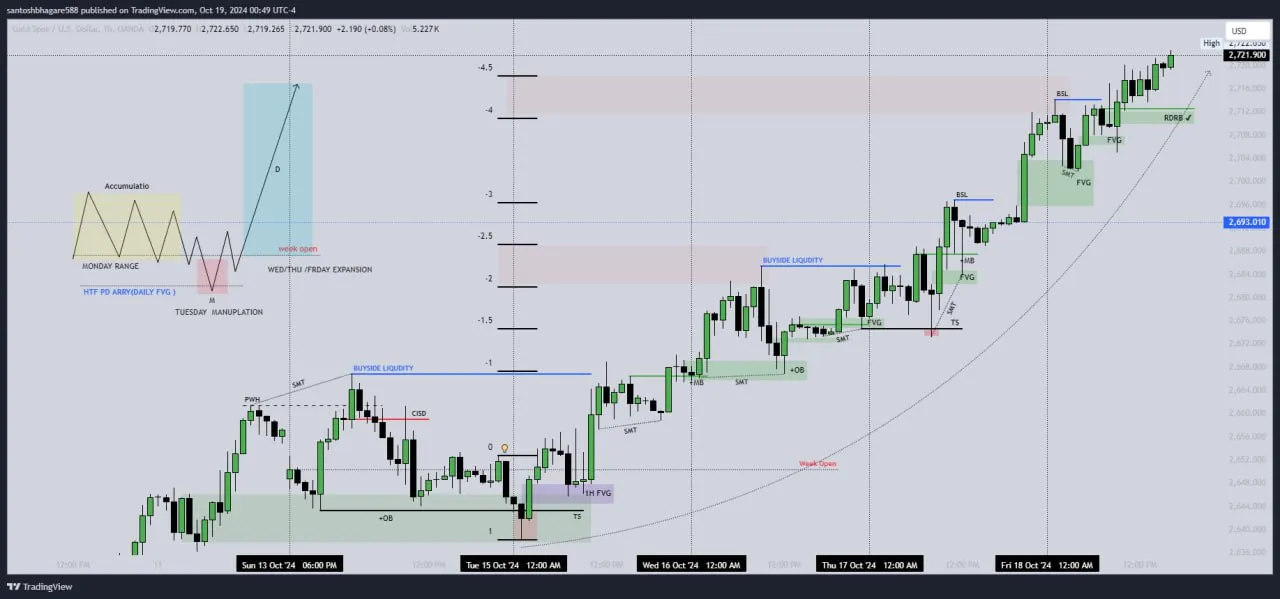 santoshbhagare588 published on TradingView.com, Oct 19, 2024 00:49 UTC-4
Gold Spot / U.S. Dollar, 1h, OANDA O2,719.770 H2,722.650 L2,719.265 C2,721.900 +2.190 (+0.08%) Vol5.227K
USD
High 2,722.650
2,721.900
2,716.000
2,712.000
2,708.000
2,704.000
2,700.000
2,696.000
2,693.010
2,688.000
2,684.000
2,680.000
2,676.000
2,672.000
2,668.000
2,664.000
2,660.000
2,656.000
2,652.000
2,648.000
2,644.000
2,640.000
2,636.000
-4.5
-4
-3
-2.5
-2
-1.5
-1
0
1
Accumulatio
D
week open
MONDAY RANGE
WED/THU /FRDAY EXPANSION
HTF PD ARRY(DAILY FVG )
M
TUESDAY MANUPLATION
BSL
RDRB ✓
FVG
SMT
FVG
BSL
+MB
FVG
SMT
TS
BUYSIDE LIQUDITY
FVG
SMT
+OB
+MB
SMT
BUYSIDE LIQUDITY
SMT
PWH
CISD
SMT
Week Open
1H FVG
TS
+OB
12:00 PM
11
Sun 13 Oct '24 06:00 PM
12:00 PM
Tue 15 Oct '24 12:00 AM
12:00 PM
Wed 16 Oct '24 12:00 AM
12:00 PM
Thu 17 Oct '24 12:00 AM
12:00 PM
Fri 18 Oct '24 12:00 AM
12:00 PM
TradingView